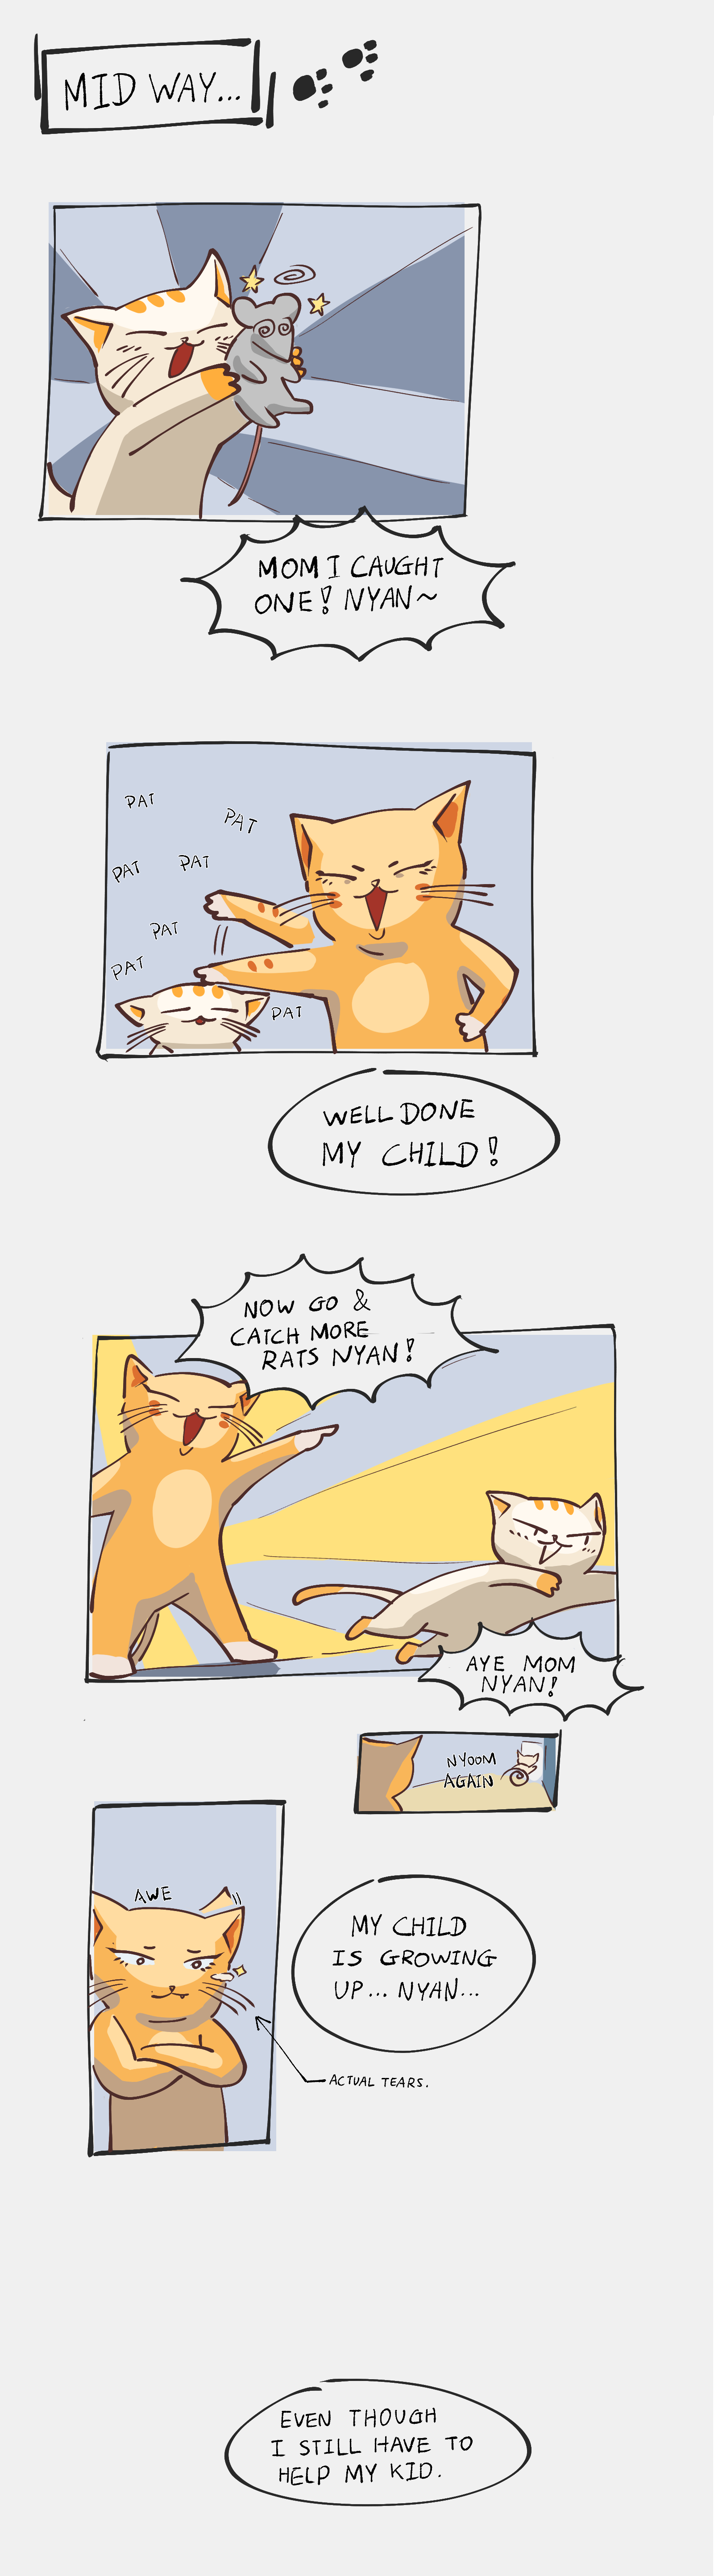 MID WAY...
MOM I CAUGHT
ONE! NYAN~
PAT
PAT
PAT
PAT
PAT
PAT
PAT
WELL DONE
MY CHILD!
NOW GO &
CATCH MORE
RATS NYAN!
AYE MOM
NYAN!
NYOOM
AGAIN
AWE
MY CHILD
IS GROWING
UP... NYAN...
ACTUAL TEARS.
EVEN THOUGH
I STILL HAVE TO
HELP MY KID.